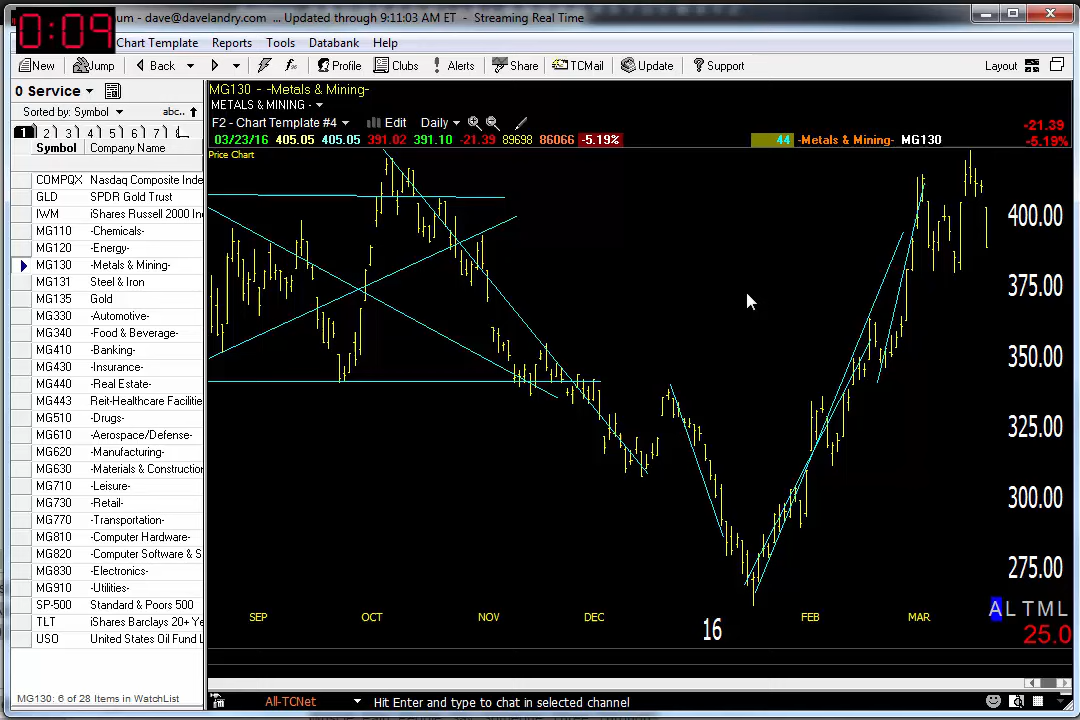 0:09
um - dave@davelandry.com ... Updated through 9:11:03 AM ET - Streaming Real Time
Chart Template Reports Tools Databank Help
New Jump Back Profile Clubs Alerts Share TCMail Update Support Layout
0 Service
Sorted by: Symbol abc..
1 2 3 4 5 6 7
Symbol Company Name
COMPQX Nasdaq Composite Inde
GLD SPDR Gold Trust
IWM iShares Russell 2000 In
MG110 -Chemicals-
MG120 -Energy-
MG130 -Metals & Mining-
MG131 Steel & Iron
MG135 Gold
MG330 -Automotive-
MG340 -Food & Beverage-
MG410 -Banking-
MG430 -Insurance-
MG440 -Real Estate-
MG443 Reit-Healthcare Facilitie
MG510 -Drugs-
MG610 -Aerospace/Defense-
MG620 -Manufacturing-
MG630 -Materials & Constructior
MG710 -Leisure-
MG730 -Retail-
MG770 -Transportation-
MG810 -Computer Hardware-
MG820 -Computer Software & S
MG830 -Electronics-
MG910 -Utilities-
SP-500 Standard & Poors 500
TLT iShares Barclays 20+ Ye
USO United States Oil Fund L
MG130: 6 of 28 Items in WatchList
MG130 - -Metals & Mining-
METALS & MINING -
F2 - Chart Template #4 Edit Daily
03/23/16 405.05 405.05 391.02 391.10 -21.39 89698 86066 -5.19%
44 -Metals & Mining- MG130
-21.39
-5.19%
Price Chart
400.00
375.00
350.00
325.00
300.00
275.00
SEP OCT NOV DEC 16 FEB MAR
A L T M L
25.0
All-TCNet Hit Enter and type to chat in selected channel